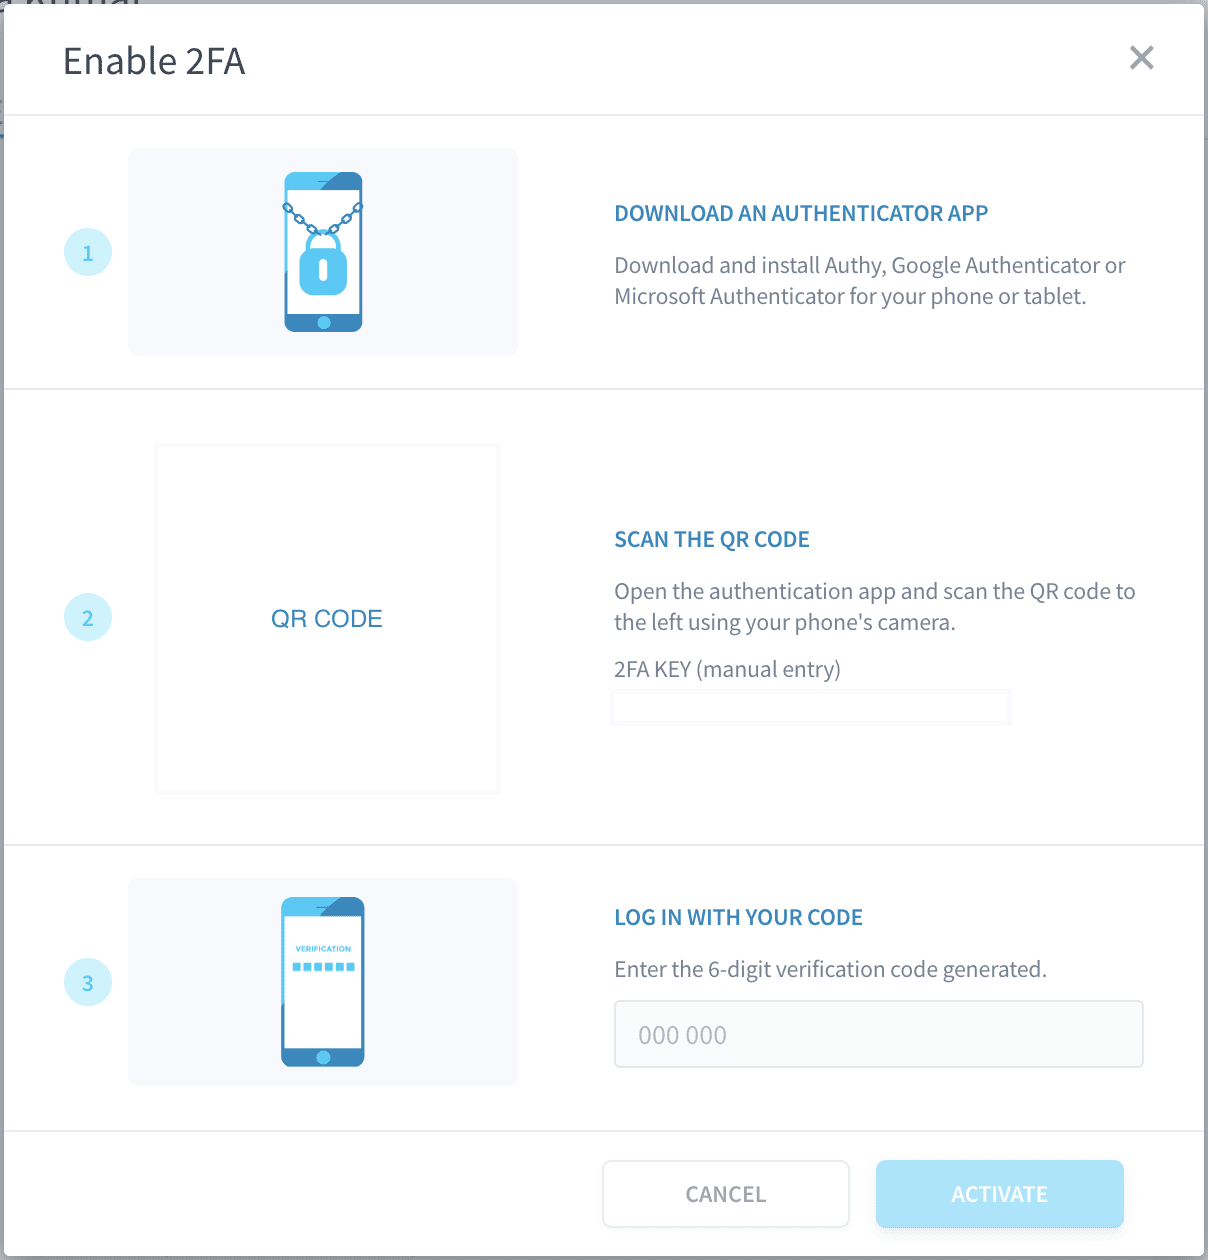 Enable 2FA
1
DOWNLOAD AN AUTHENTICATOR APP
Download and install Authy, Google Authenticator or
Microsoft Authenticator for your phone or tablet.
2
QR CODE
SCAN THE QR CODE
Open the authentication app and scan the QR code to
the left using your phone's camera.
2FA KEY (manual entry)
3
VERIFICATION
LOG IN WITH YOUR CODE
Enter the 6-digit verification code generated.
000 000
CANCEL
ACTIVATE